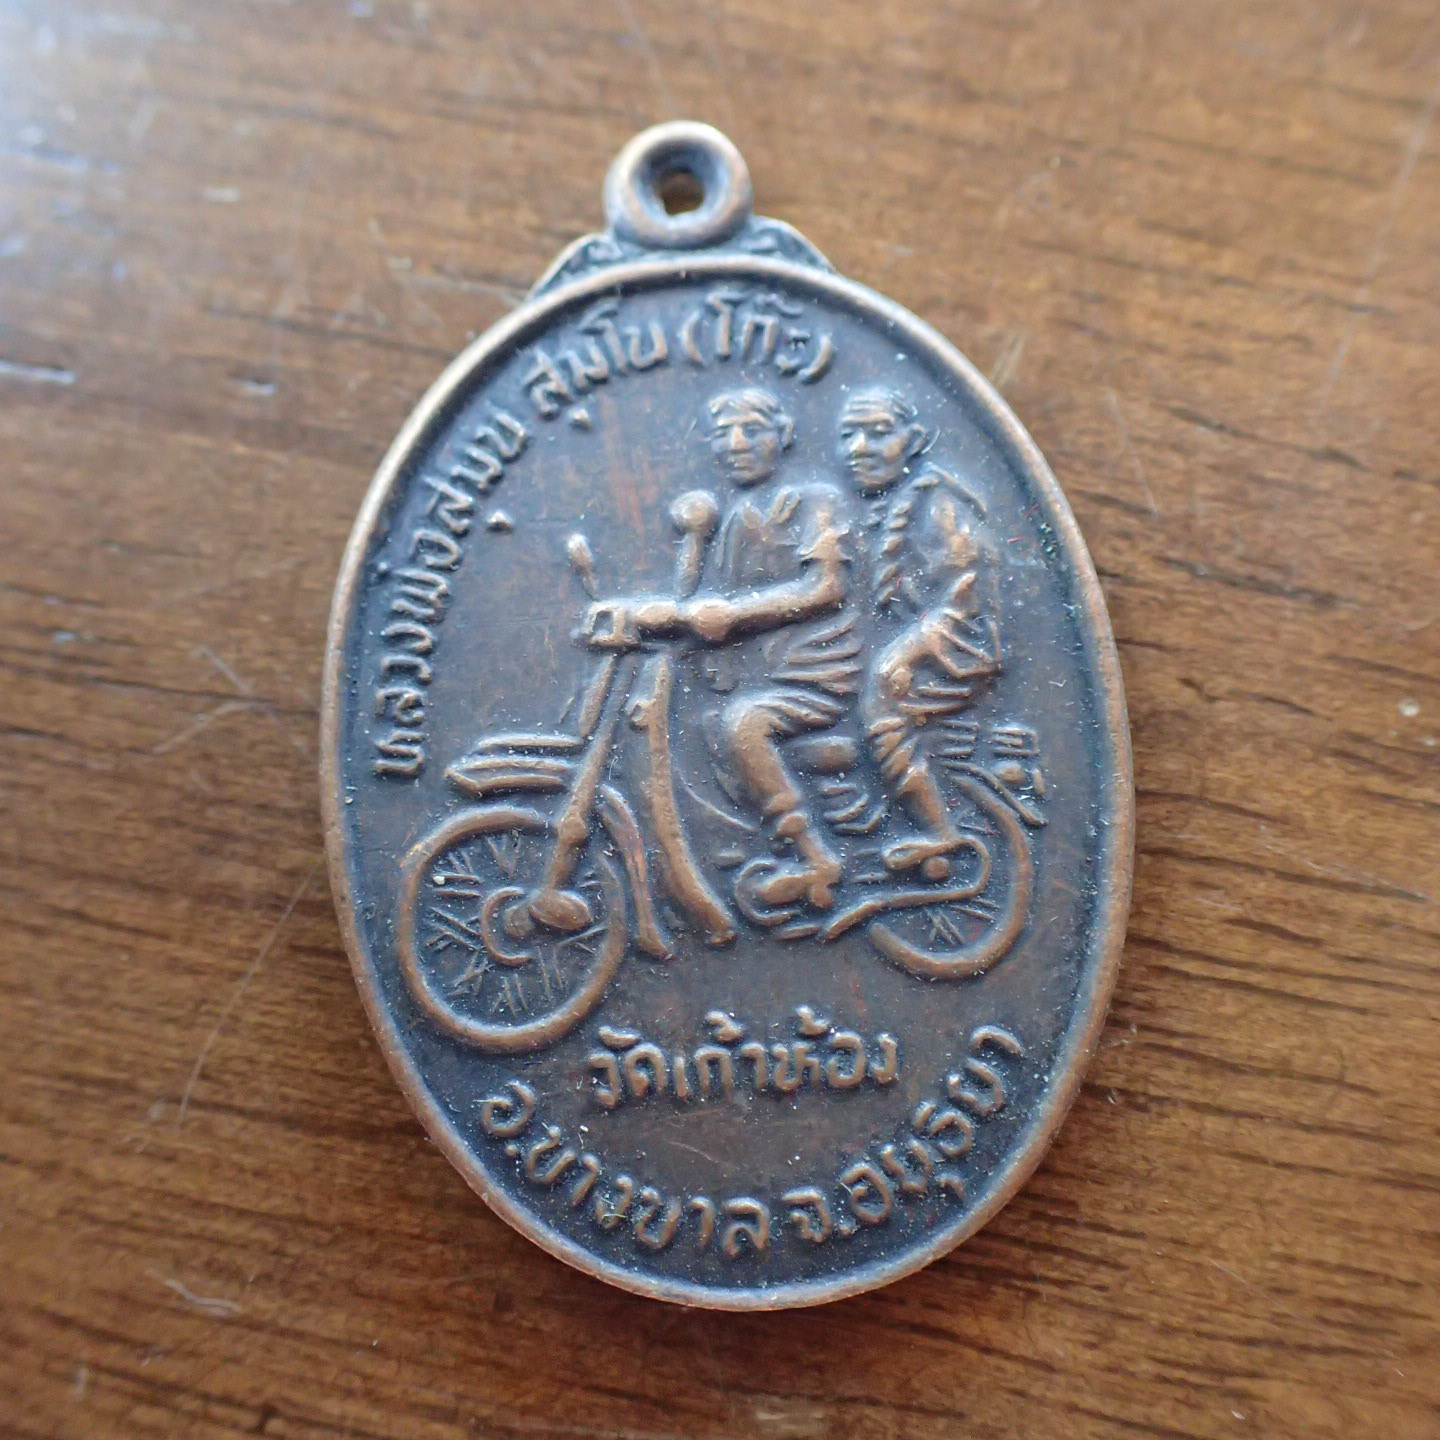 หลวงพ่อสุมน สุมโน (โก๊ะ)
วัดเก้าห้อง
อ.บางบาล จ.อยุธยา